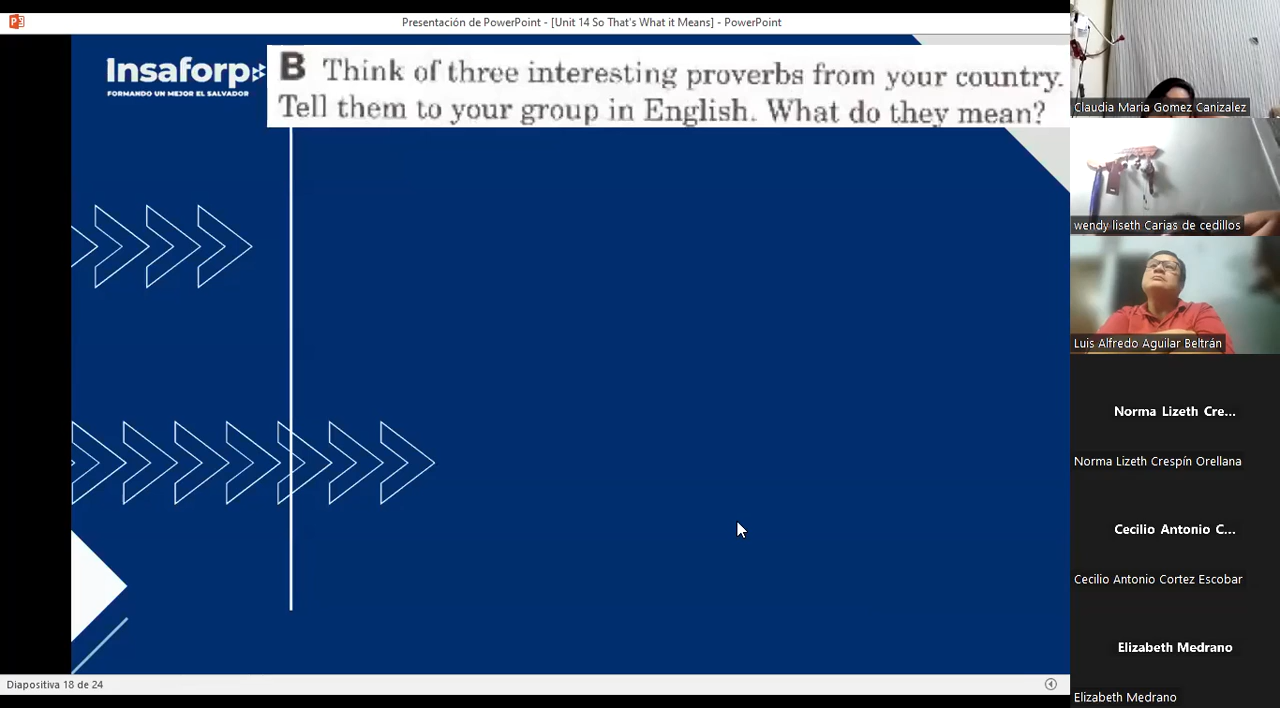 Presentación de PowerPoint - [Unit 14 So That's What it Means] - PowerPoint
Insaforp
FORMANDO UN MEJOR EL SALVADOR
B Think of three interesting proverbs from your country.
Tell them to your group in English. What do they mean?
Diapositiva 18 de 24
Claudia Maria Gomez Canizalez
wendy liseth Carias de cedillos
Luis Alfredo Aguilar Beltrán
Norma Lizeth Cre...
Norma Lizeth Crespín Orellana
Cecilio Antonio C...
Cecilio Antonio Cortez Escobar
Elizabeth Medrano
Elizabeth Medrano